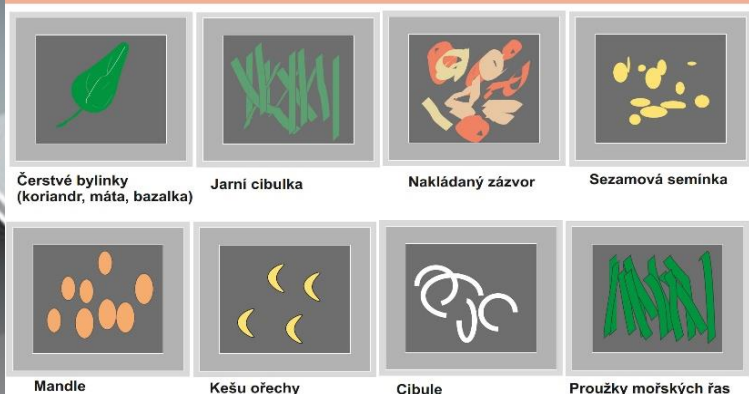 Čerstvé bylinky
(koriandr, máta, bazalka)
Jarní cibulka
Nakládaný zázvor
Sezamová semínka
Mandle
Kešu ořechy
Cibule
Proužky mořských řas